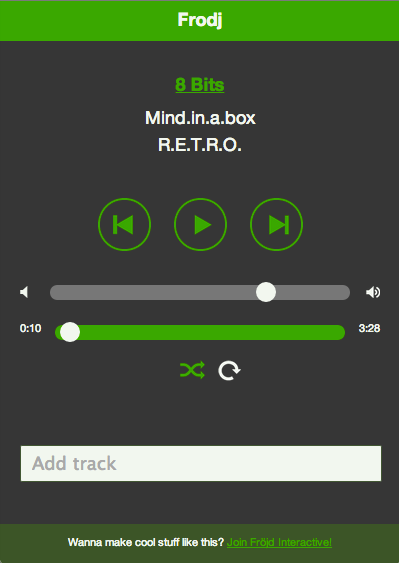 Frodj
8 Bits
Mind.in.a.box
R.E.T.R.O.
0:10 3:28
Add track
Wanna make cool stuff like this? Join Fröjd Interactive!